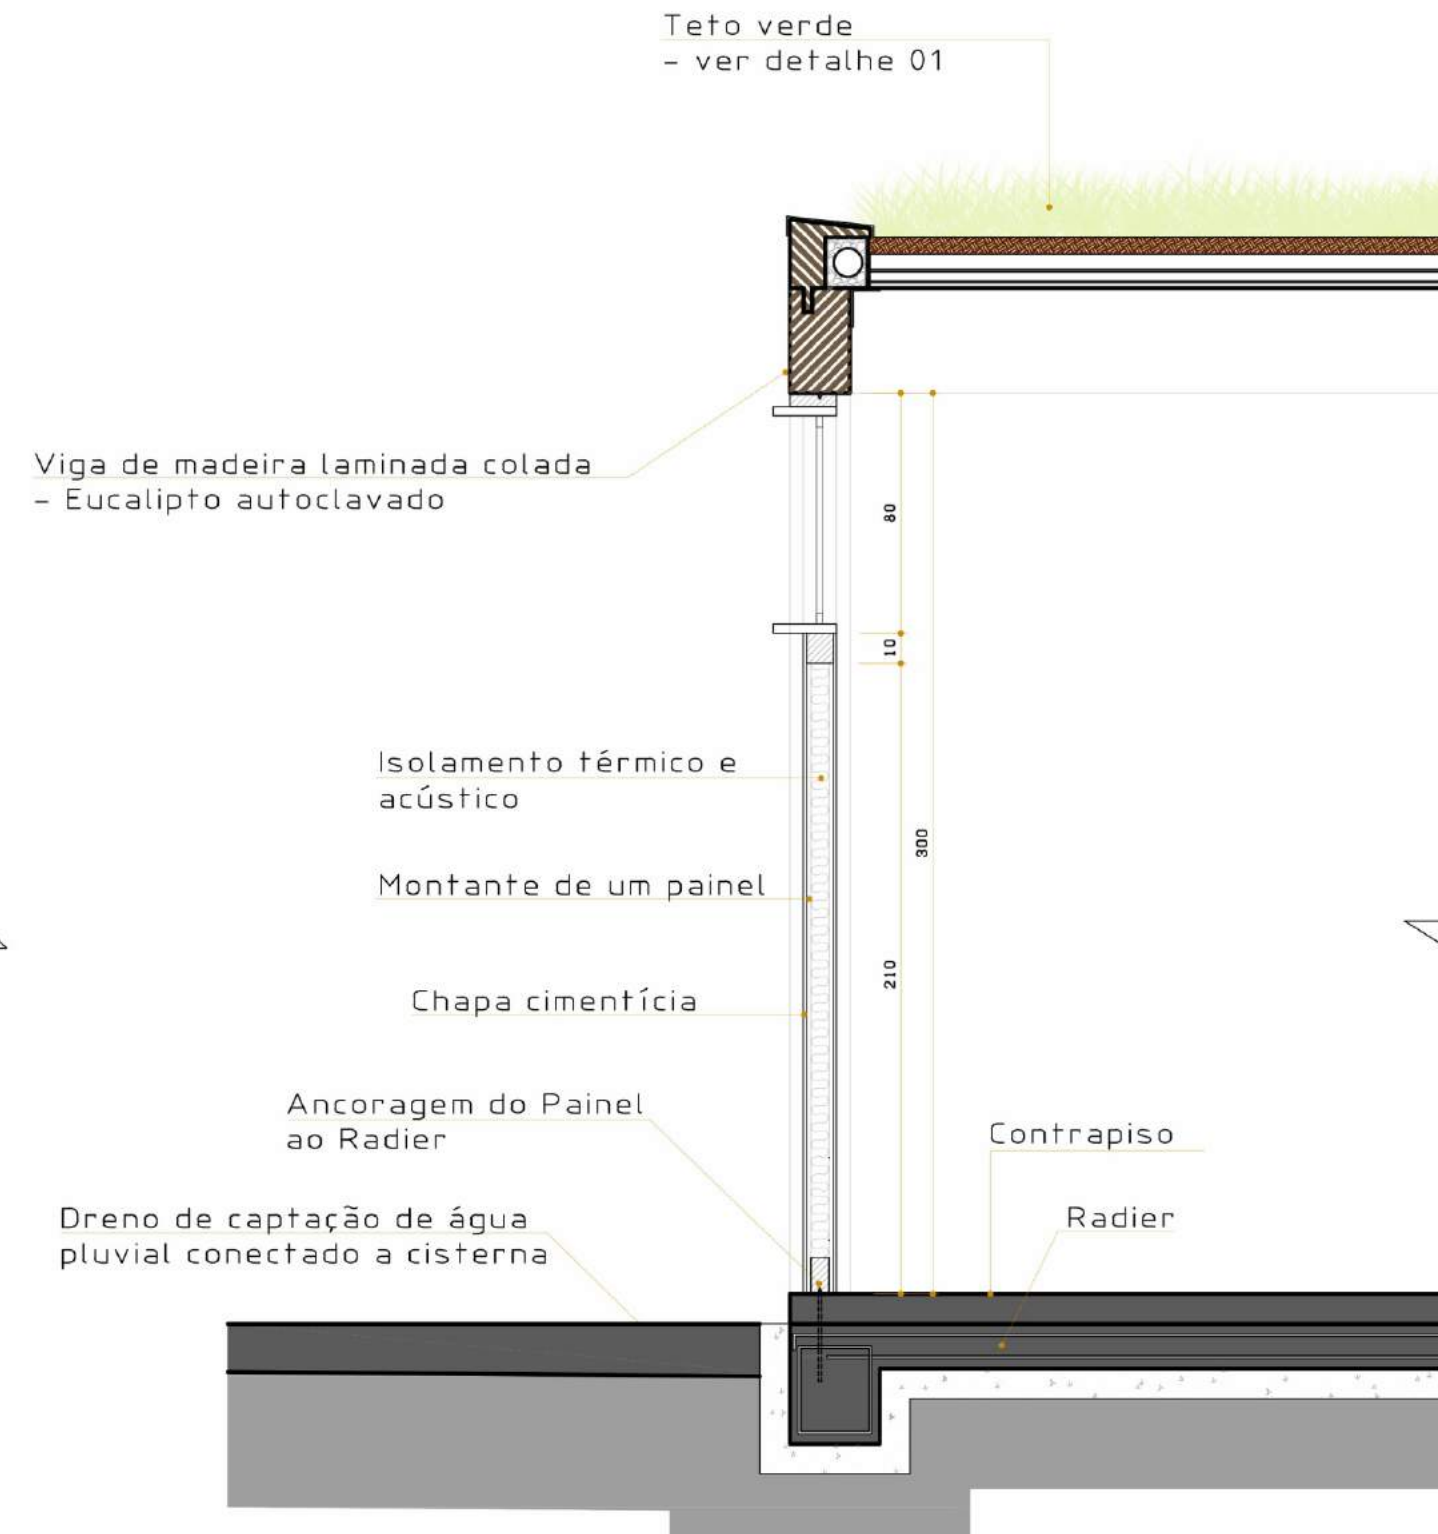 Teto verde
- ver detalhe 01
Viga de madeira laminada colada
- Eucalipto autoclavado
80
10
Isolamento térmico e
acústico
300
Montante de um painel
210
Chapa cimentícia
Ancoragem do Painel
ao Radier
Contrapiso
Dreno de captação de água
pluvial conectado a cisterna
Radier